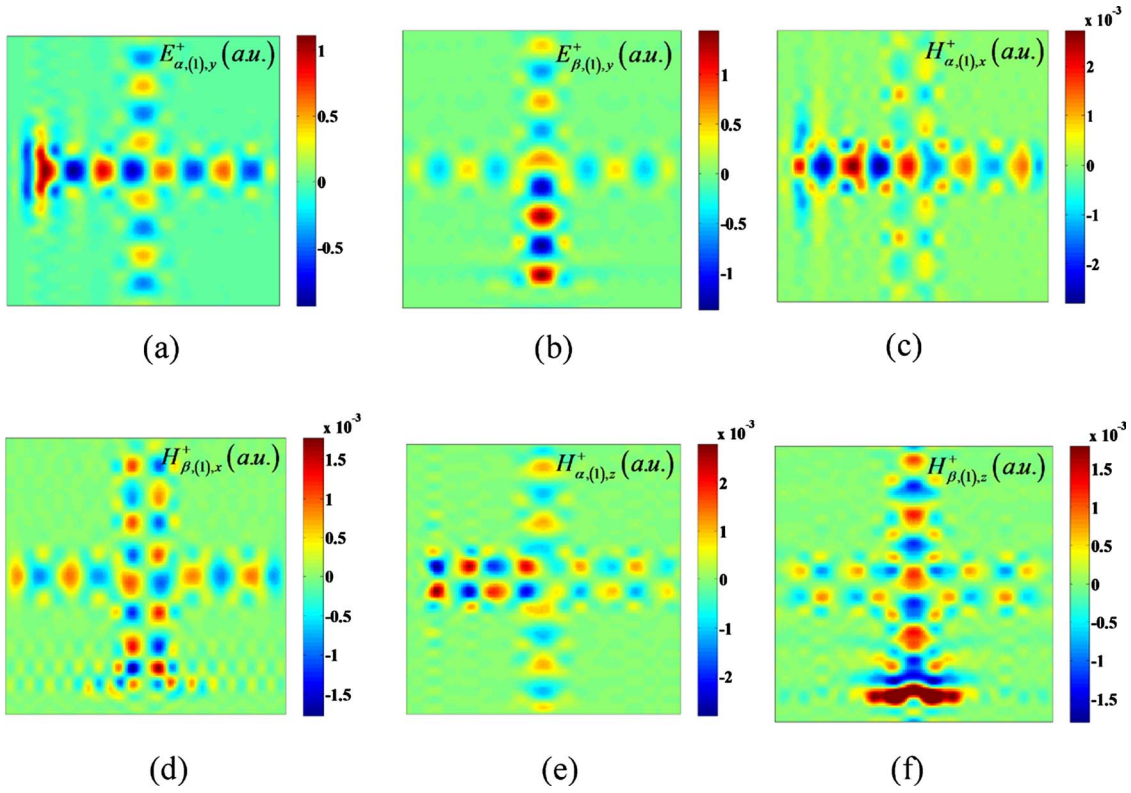 E⁺α,(1),y (a.u.)
1
0.5
0
-0.5
(a)
E⁺β,(1),y (a.u.)
1
0.5
0
-0.5
-1
(b)
x 10⁻³
H⁺α,(1),x (a.u.)
2
1
0
-1
-2
(c)
x 10⁻³
H⁺β,(1),x (a.u.)
1.5
1
0.5
0
-0.5
-1
-1.5
(d)
x 10⁻³
H⁺α,(1),z (a.u.)
2
1
0
-1
-2
(e)
x 10⁻³
H⁺β,(1),z (a.u.)
1.5
1
0.5
0
-0.5
-1
-1.5
(f)